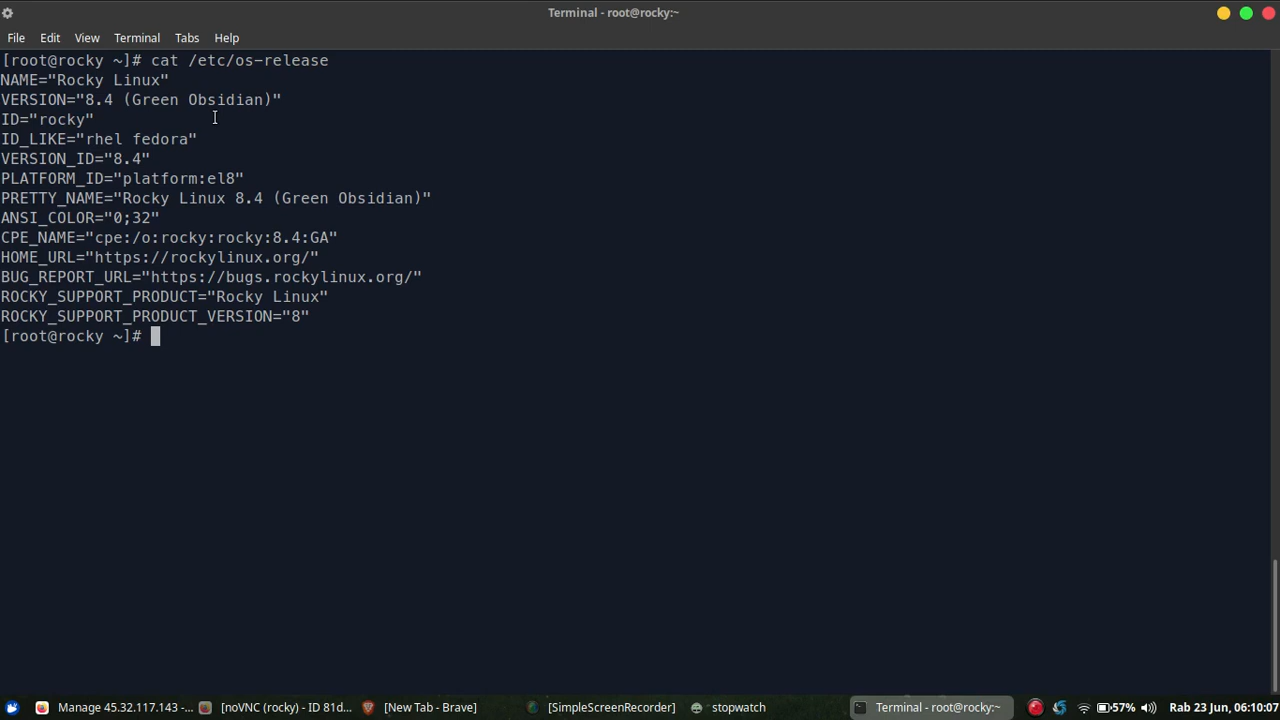 Terminal - root@rocky:~
File Edit View Terminal Tabs Help
[root@rocky ~]# cat /etc/os-release
NAME="Rocky Linux"
VERSION="8.4 (Green Obsidian)"
ID="rocky"
ID_LIKE="rhel fedora"
VERSION_ID="8.4"
PLATFORM_ID="platform:el8"
PRETTY_NAME="Rocky Linux 8.4 (Green Obsidian)"
ANSI_COLOR="0;32"
CPE_NAME="cpe:/o:rocky:rocky:8.4:GA"
HOME_URL="https://rockylinux.org/"
BUG_REPORT_URL="https://bugs.rockylinux.org/"
ROCKY_SUPPORT_PRODUCT="Rocky Linux"
ROCKY_SUPPORT_PRODUCT_VERSION="8"
[root@rocky ~]#
Manage 45.32.117.143 -... [noVNC (rocky) - ID 81d... [New Tab - Brave] [SimpleScreenRecorder] stopwatch Terminal - root@rocky:~ 57% Rab 23 Jun, 06:10:07